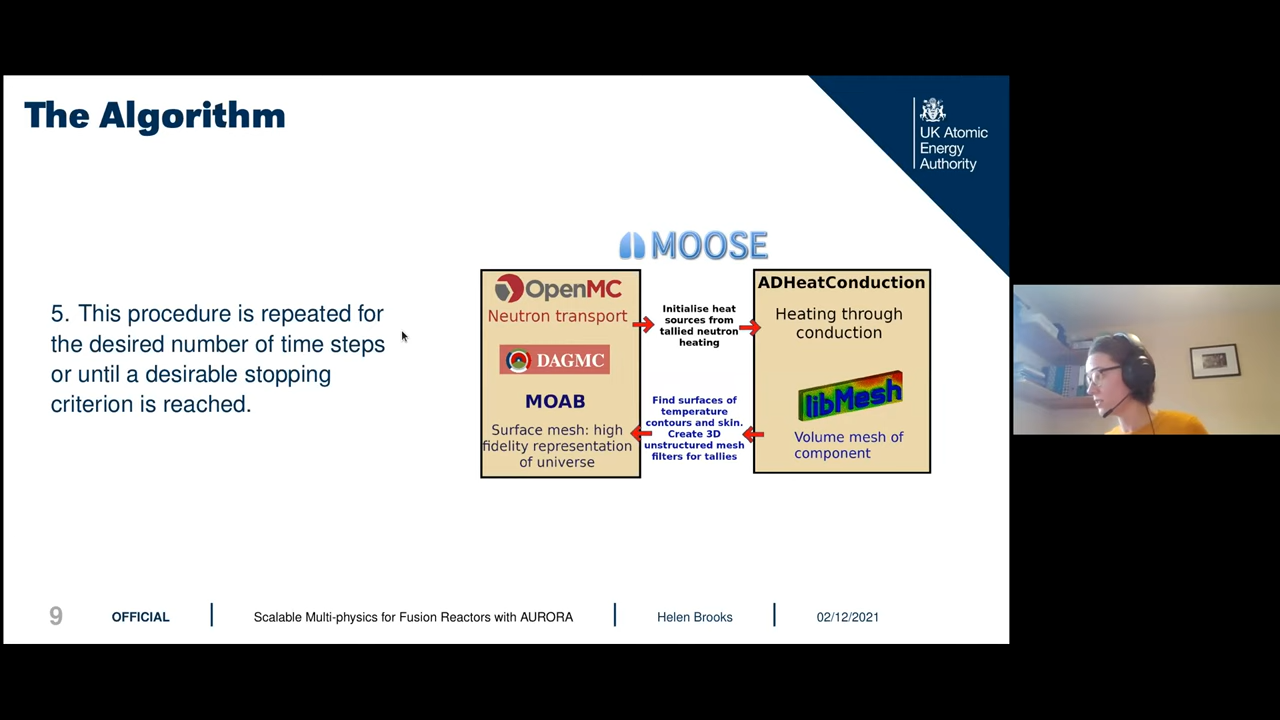 The Algorithm
UK Atomic
Energy
Authority
5. This procedure is repeated for
the desired number of time steps
or until a desirable stopping
criterion is reached.
MOOSE
OpenMC
Neutron transport
DAGMC
MOAB
Surface mesh: high
fidelity representation
of universe
Initialise heat
sources from
tallied neutron
heating
Find surfaces of
temperature
contours and skin.
Create 3D
unstructured mesh
filters for tallies
ADHeatConduction
Heating through
conduction
libMesh
Volume mesh of
component
9 OFFICIAL Scalable Multi-physics for Fusion Reactors with AURORA Helen Brooks 02/12/2021